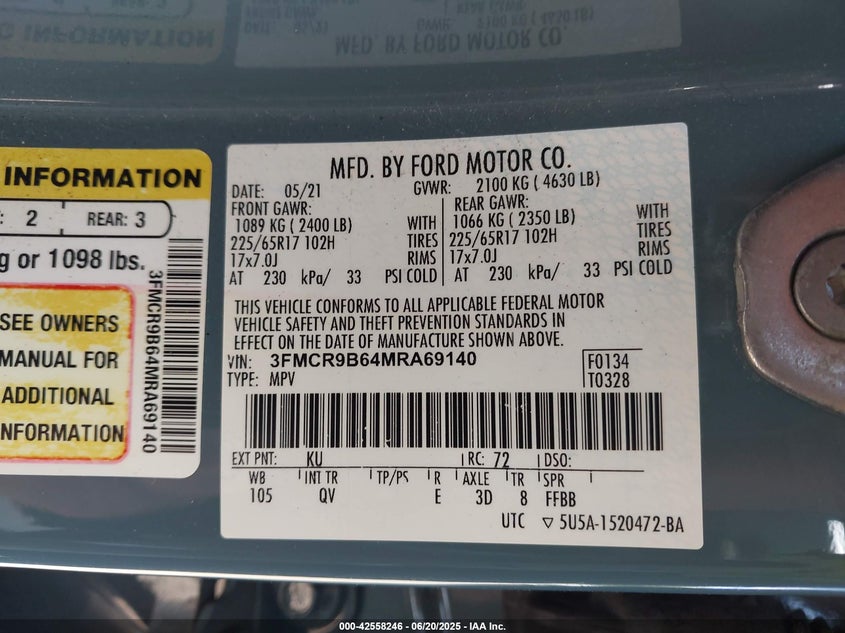 MFD. BY FORD MOTOR CO.
INFORMATION
: 2 REAR: 3
g or 1098 lbs.
SEE OWNERS
MANUAL FOR
ADDITIONAL
INFORMATION
3FMCR9B64MRA69140
MFD. BY FORD MOTOR CO.
DATE: 05/21 GVWR: 2100 KG ( 4630 LB)
FRONT GAWR: REAR GAWR:
1089 KG ( 2400 LB) WITH 1066 KG ( 2350 LB) WITH
225/65R17 102H TIRES 225/65R17 102H TIRES
17x7.0J RIMS 17x7.0J RIMS
AT 230 kPa/ 33 PSI COLD AT 230 kPa/ 33 PSI COLD
THIS VEHICLE CONFORMS TO ALL APPLICABLE FEDERAL MOTOR
VEHICLE SAFETY AND THEFT PREVENTION STANDARDS IN
EFFECT ON THE DATE OF MANUFACTURE SHOWN ABOVE.
VIN: 3FMCR9B64MRA69140 F0134
TYPE: MPV T0328
EXT PNT: KU RC: 72 DSO:
WB INT TR TP/PS R AXLE TR SPR
105 QV E 3D 8 FFBB
UTC ▽ 5U5A-1520472-BA
000-42558246 - 06/20/2025 - IAA Inc.